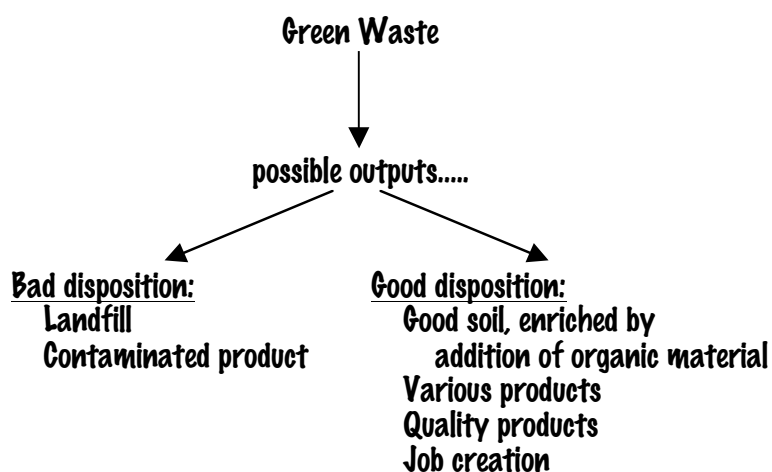 Green Waste
possible outputs.....
Bad disposition:
Landfill
Contaminated product
Good disposition:
Good soil, enriched by
addition of organic material
Various products
Quality products
Job creation